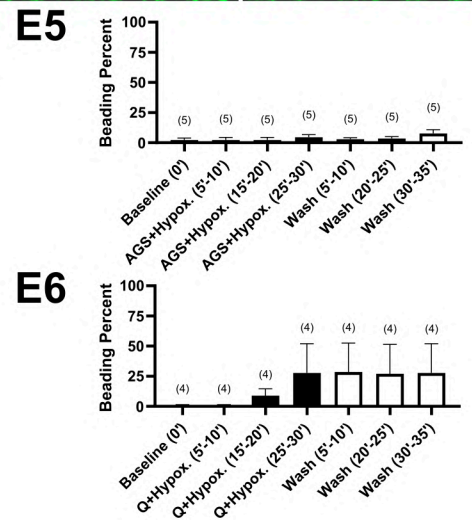 E5
Beading Percent
100
75
50
25
0
(5) (5) (5) (5) (5) (5) (5)
Baseline (0')
AGS+Hypox. (5'-10')
AGS+Hypox. (15'-20')
AGS+Hypox. (25'-30')
Wash (5'-10')
Wash (20'-25')
Wash (30'-35')
E6
Beading Percent
100
75
50
25
0
(4) (4) (4) (4) (4) (4) (4)
Baseline (0')
Q+Hypox. (5'-10')
Q+Hypox. (15'-20')
Q+Hypox. (25'-30')
Wash (5'-10')
Wash (20'-25')
Wash (30'-35')